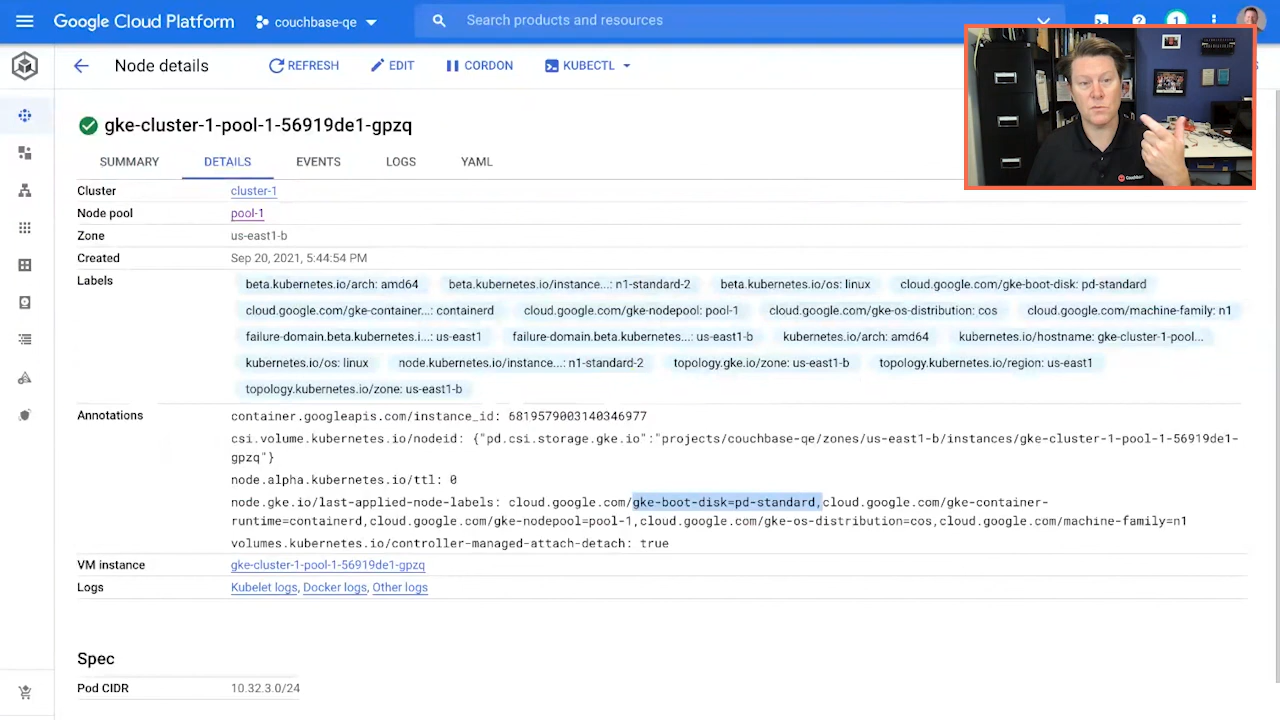 Google Cloud Platform
couchbase-qe
Search products and resources
1
Node details
REFRESH
EDIT
CORDON
KUBECTL
gke-cluster-1-pool-1-56919de1-gpzq
SUMMARY
DETAILS
EVENTS
LOGS
YAML
Cluster cluster-1
Node pool pool-1
Zone us-east1-b
Created Sep 20, 2021, 5:44:54 PM
Labels beta.kubernetes.io/arch: amd64 beta.kubernetes.io/instance...: n1-standard-2 beta.kubernetes.io/os: linux cloud.google.com/gke-boot-disk: pd-standard
cloud.google.com/gke-container...: containerd cloud.google.com/gke-nodepool: pool-1 cloud.google.com/gke-os-distribution: cos cloud.google.com/machine-family: n1
failure-domain.beta.kubernetes.i...: us-east1 failure-domain.beta.kubernetes...: us-east1-b kubernetes.io/arch: amd64 kubernetes.io/hostname: gke-cluster-1-pool...
kubernetes.io/os: linux node.kubernetes.io/instance...: n1-standard-2 topology.gke.io/zone: us-east1-b topology.kubernetes.io/region: us-east1
topology.kubernetes.io/zone: us-east1-b
Annotations container.googleapis.com/instance_id: 6819579003140346977
csi.volume.kubernetes.io/nodeid: {"pd.csi.storage.gke.io":"projects/couchbase-qe/zones/us-east1-b/instances/gke-cluster-1-pool-1-56919de1-
gpzq"}
node.alpha.kubernetes.io/ttl: 0
node.gke.io/last-applied-node-labels: cloud.google.com/gke-boot-disk=pd-standard,cloud.google.com/gke-container-
runtime=containerd,cloud.google.com/gke-nodepool=pool-1,cloud.google.com/gke-os-distribution=cos,cloud.google.com/machine-family=n1
volumes.kubernetes.io/controller-managed-attach-detach: true
VM instance gke-cluster-1-pool-1-56919de1-gpzq
Logs Kubelet logs, Docker logs, Other logs
Spec
Pod CIDR 10.32.3.0/24
Couchbase